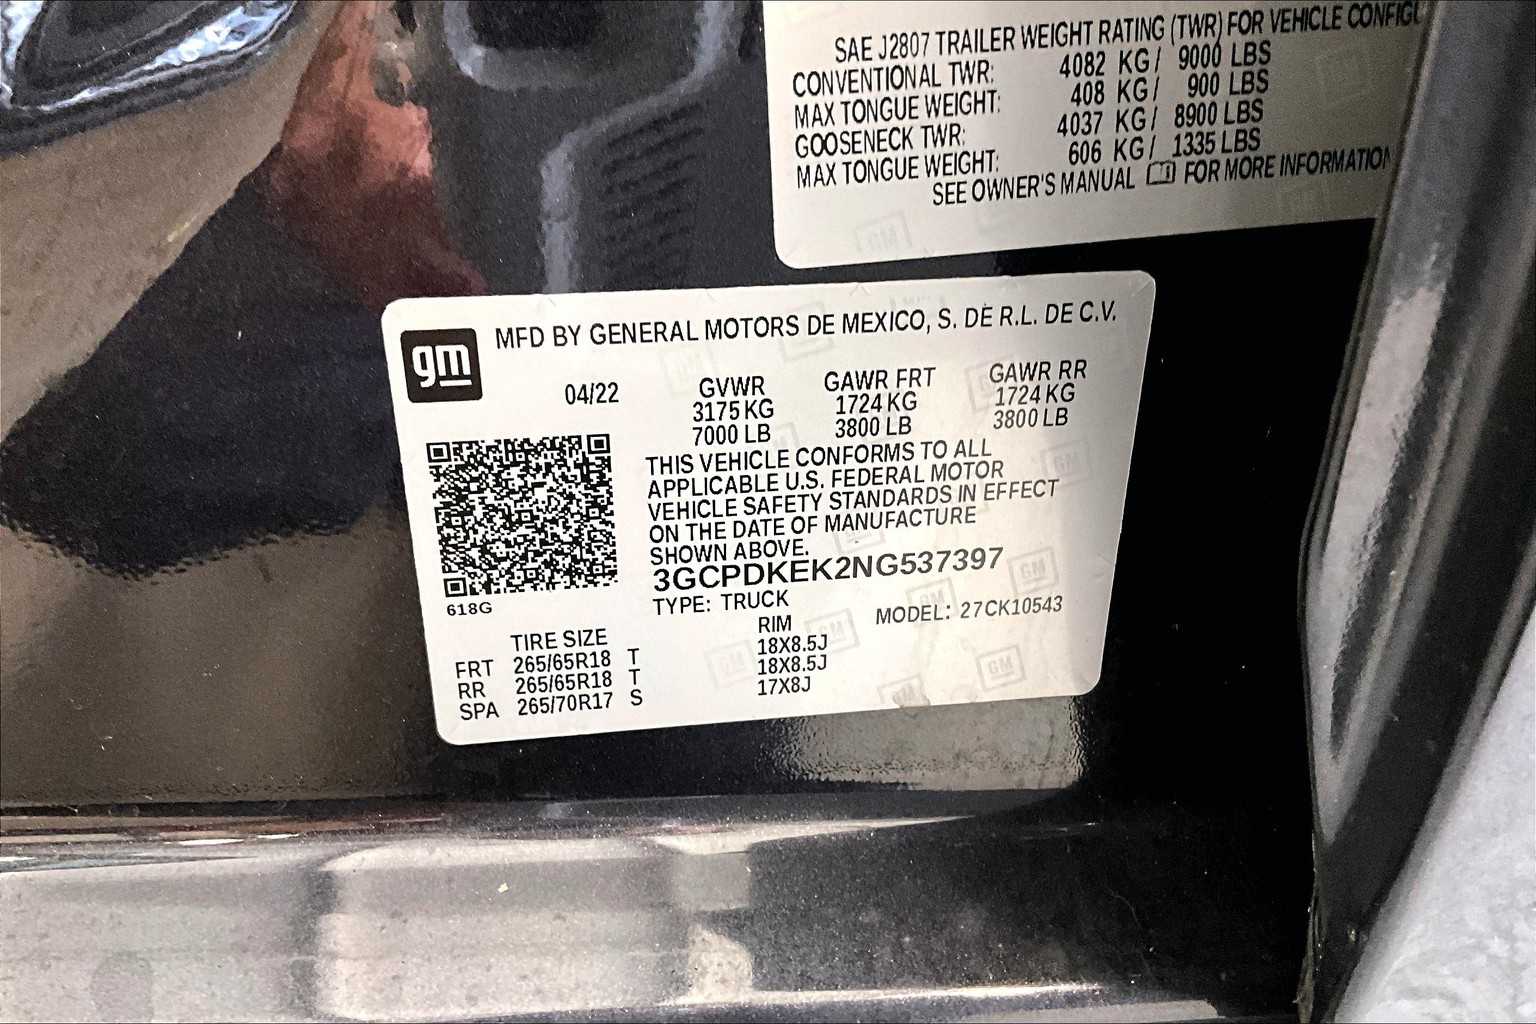 SAE J2807 TRAILER WEIGHT RATING (TWR) FOR VEHICLE
CONVENTIONAL TWR: 4082 KG/ 9000 LBS
MAX TONGUE WEIGHT: 408 KG/ 900 LBS
GOOSENECK TWR: 4037 KG/ 8900 LBS
MAX TONGUE WEIGHT: 606 KG/ 1335 LBS
SEE OWNER'S MANUAL FOR MORE INFORMATION
gm
MFD BY GENERAL MOTORS DE MEXICO, S. DE R.L. DE C.V.
04/22 GVWR GAWR FRT GAWR RR
3175 KG 1724 KG 1724 KG
7000 LB 3800 LB 3800 LB
THIS VEHICLE CONFORMS TO ALL
APPLICABLE U.S. FEDERAL MOTOR
VEHICLE SAFETY STANDARDS IN EFFECT
ON THE DATE OF MANUFACTURE
SHOWN ABOVE.
3GCPDKEK2NG537397
618G
TYPE: TRUCK MODEL: 27CK10543
TIRE SIZE RIM
FRT 265/65R18 T 18X8.5J
RR 265/65R18 T 18X8.5J
SPA 265/70R17 S 17X8J